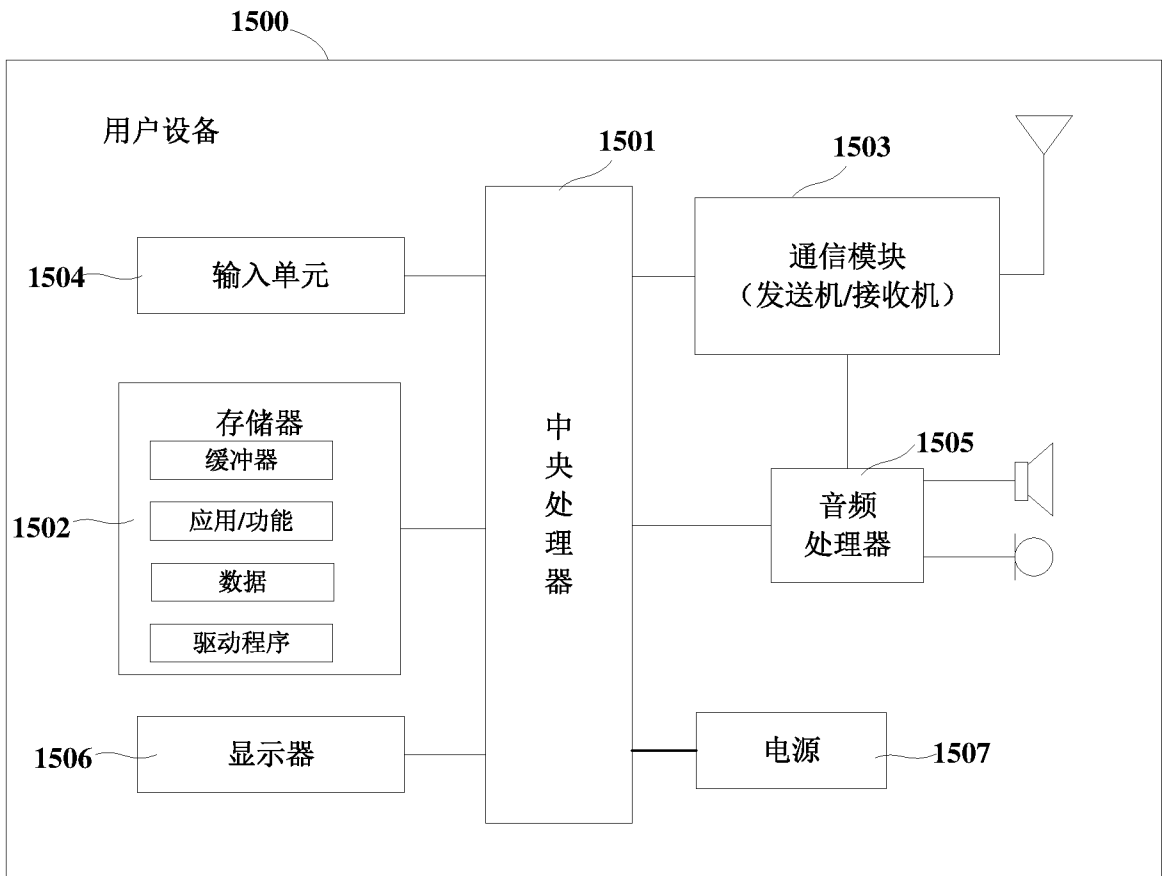 1500
用户设备
1501
1503
1504
输入单元
通信模块
（发送机/接收机）
存储器
缓冲器
应用/功能
数据
驱动程序
1502
中
央
处
理
器
1505
音频
处理器
1506
显示器
电源
1507